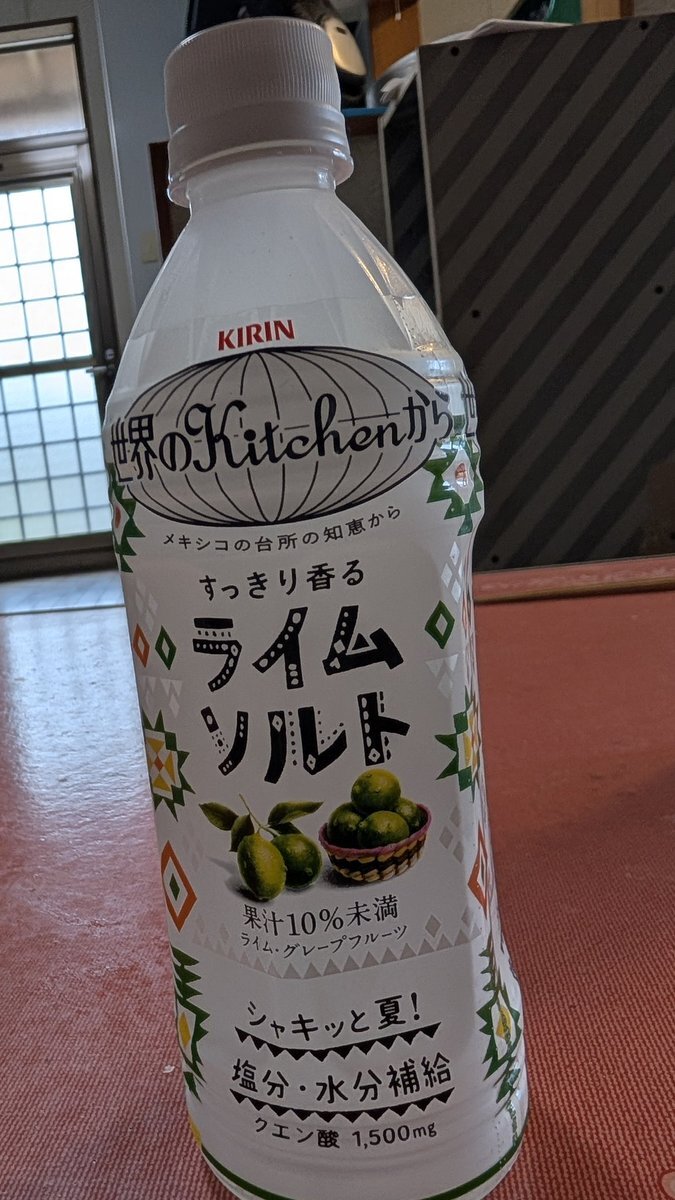 KIRIN
世界のKitchenから
メキシコの台所の知恵から
すっきり香る
ライム
ソルト
果汁10%未満
ライム・グレープフルーツ
シャキッと夏!
塩分・水分補給
クエン酸 1,500mg